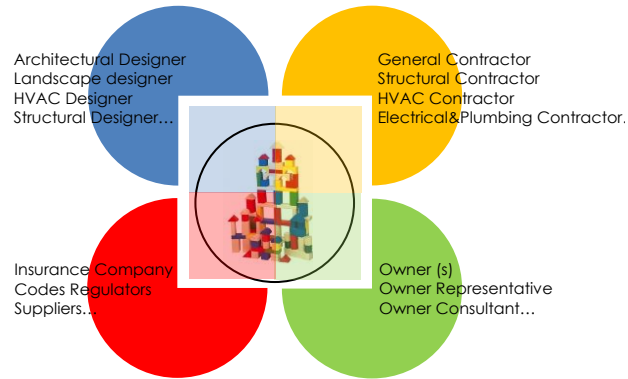 Architectural Designer
Landscape designer
HVAC Designer
Structural Designer…
General Contractor
Structural Contractor
HVAC Contractor
Electrical&Plumbing Contractor.
Insurance Company
Codes Regulators
Suppliers…
Owner (s)
Owner Representative
Owner Consultant…